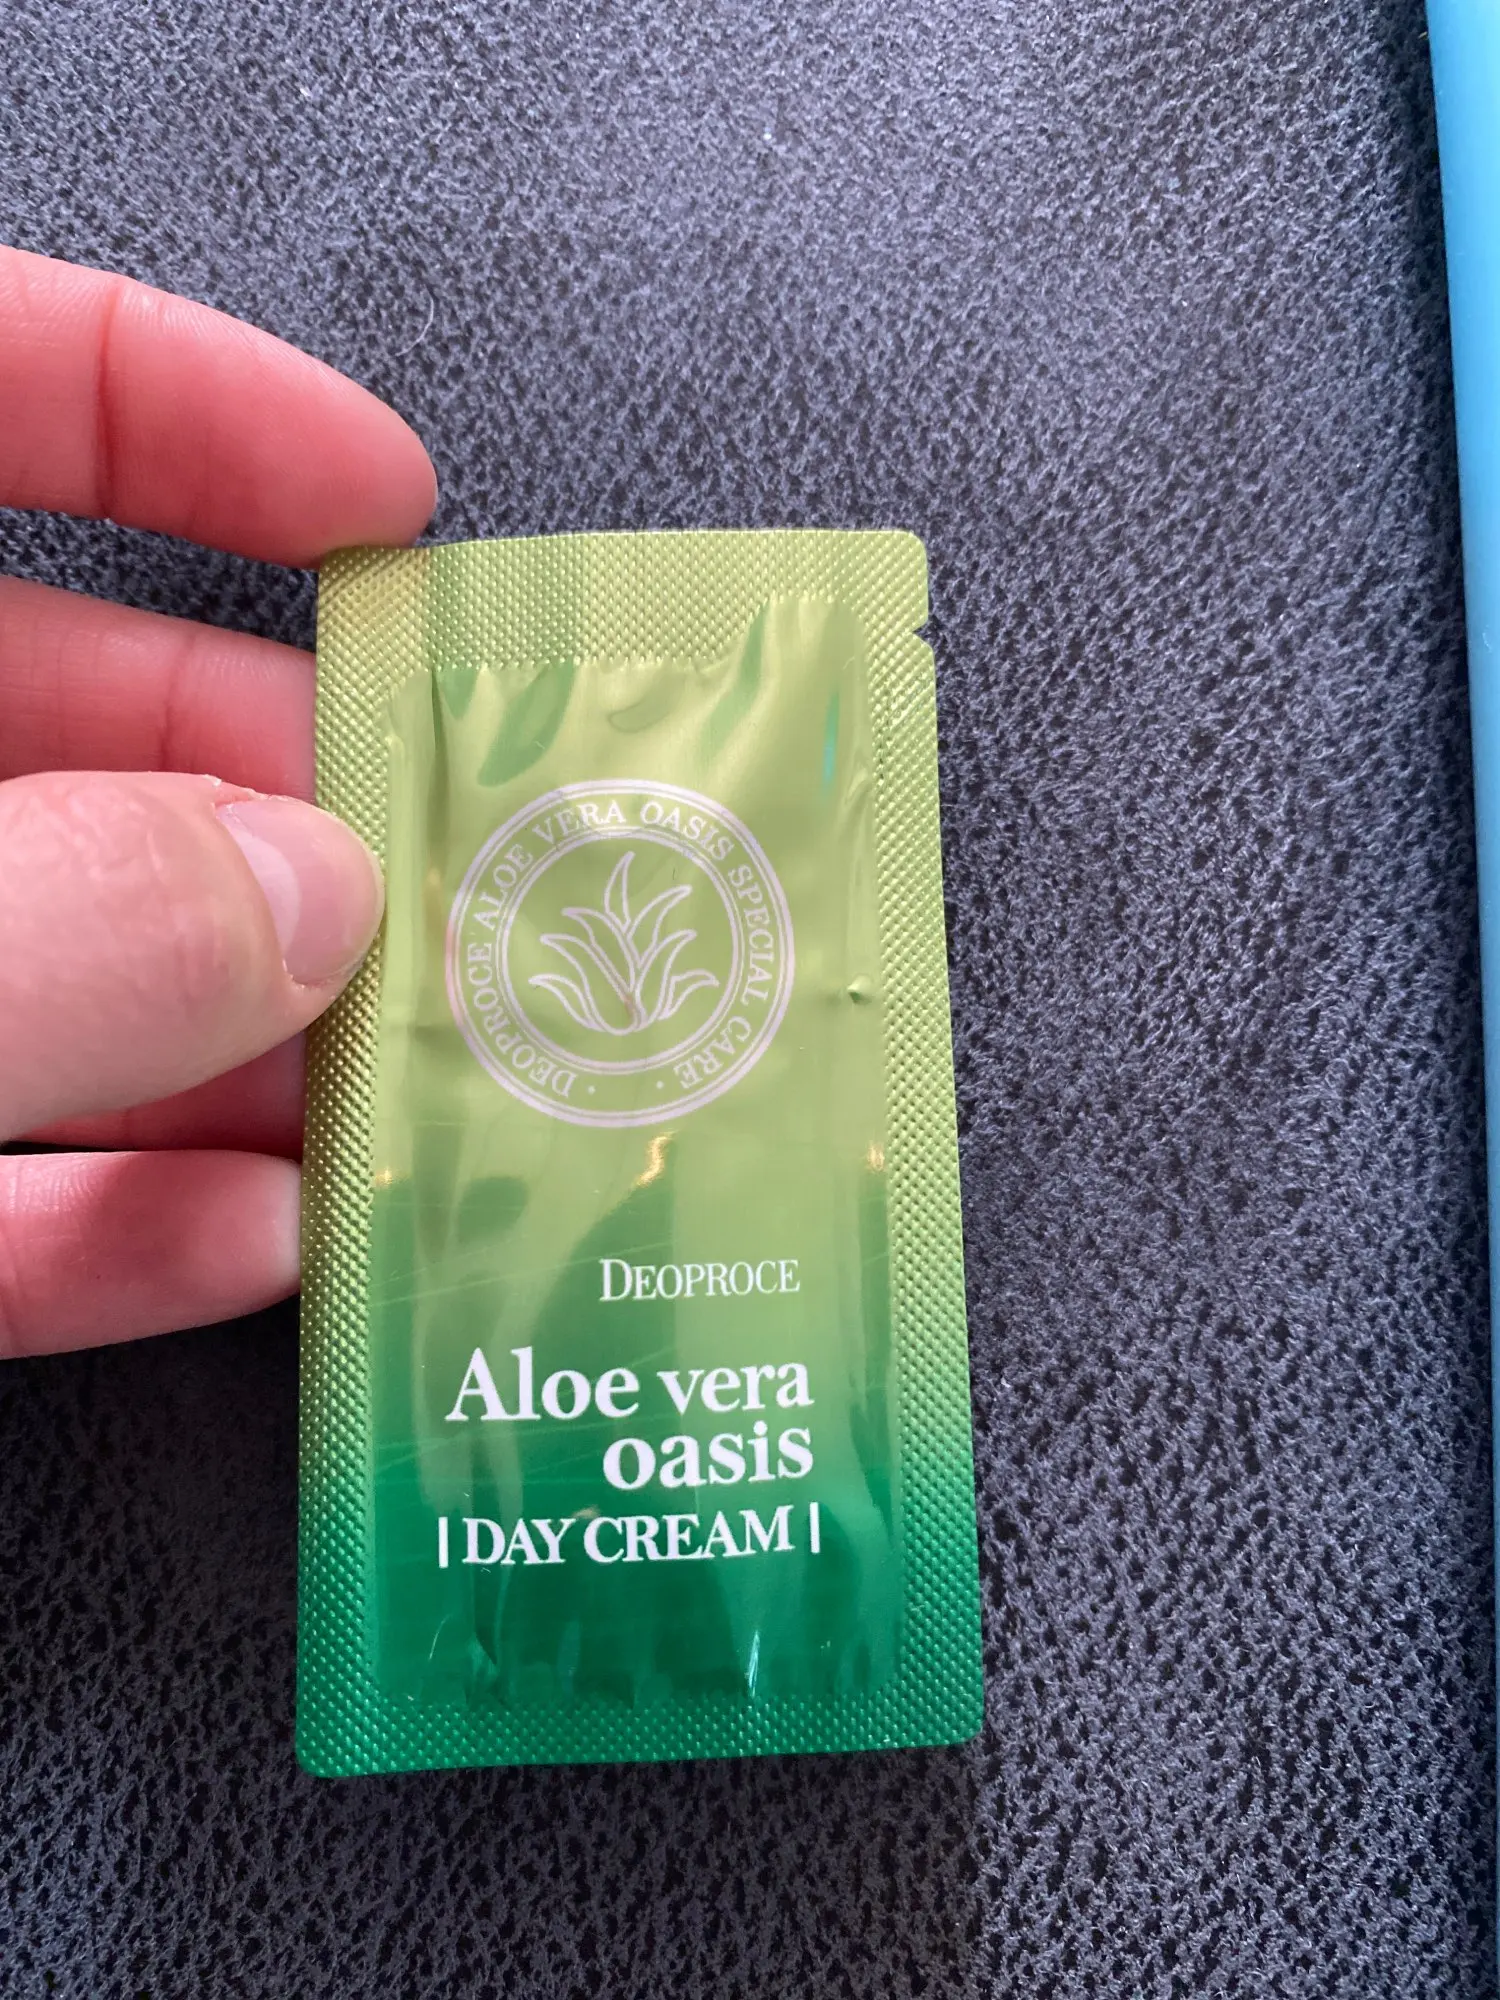 DEOPROCE ALOE VERA OASIS SPECIAL CARE
DEOPROCE
Aloe vera
oasis
| DAY CREAM |